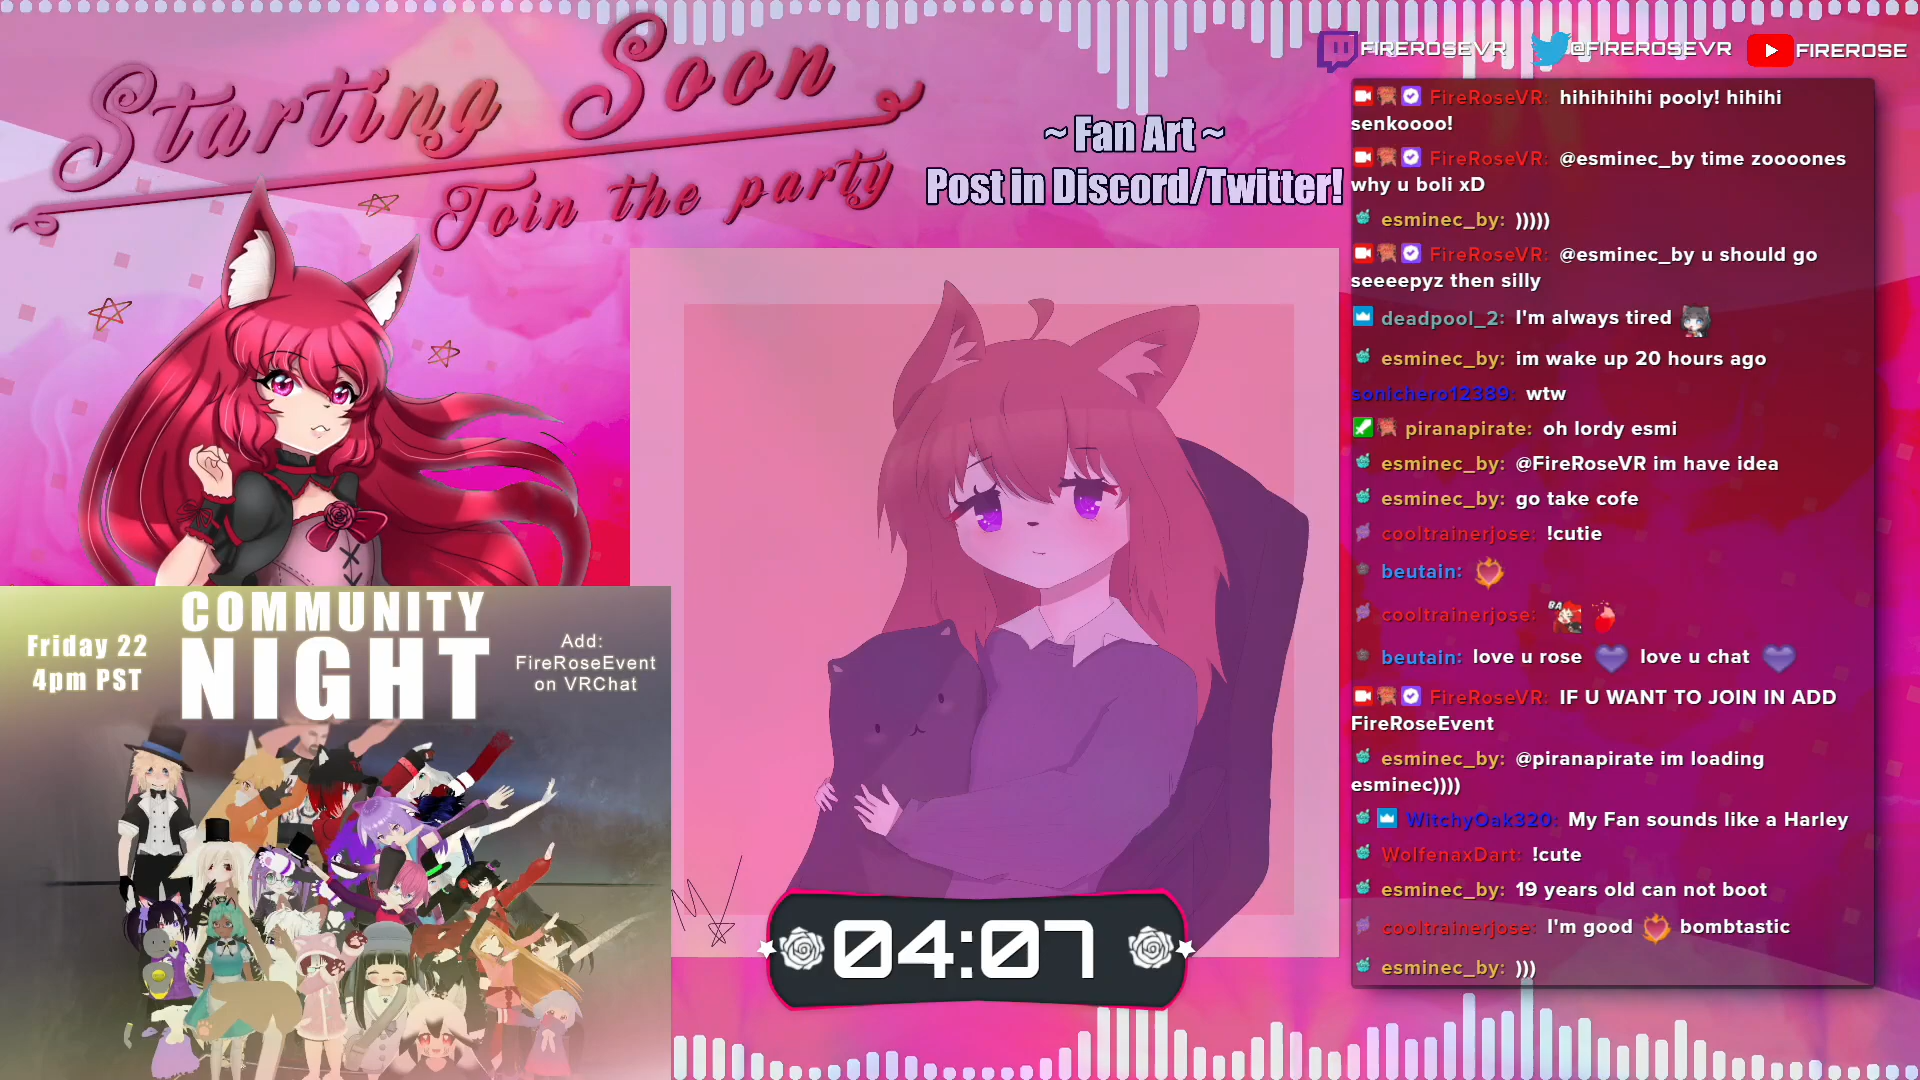 Starting Soon
Join the party
~ Fan Art ~
Post in Discord/Twitter!
FIREROSEVR
@FIREROSEVR
FIREROSE
FireRoseVR: hihihihihi pooly! hihihi
senkoooo!
FireRoseVR: @esminec_by time zoooones
why u boli xD
esminec_by: )))))
FireRoseVR: @esminec_by u should go
seeeepyz then silly
deadpool_2: I'm always tired
esminec_by: im wake up 20 hours ago
sonichero12389: wtw
piranapirate: oh lordy esmi
esminec_by: @FireRoseVR im have idea
esminec_by: go take cofe
cooltrainerjose: !cutie
beutain:
cooltrainerjose:
beutain: love u rose love u chat
FireRoseVR: IF U WANT TO JOIN IN ADD
FireRoseEvent
esminec_by: @piranapirate im loading
esminec))))
WitchyOak320: My Fan sounds like a Harley
WolfenaxDart: !cute
esminec_by: 19 years old can not boot
cooltrainerjose: I'm good bombtastic
esminec_by: )))
Friday 22
4pm PST
COMMUNITY
NIGHT
Add:
FireRoseEvent
on VRChat
04:07